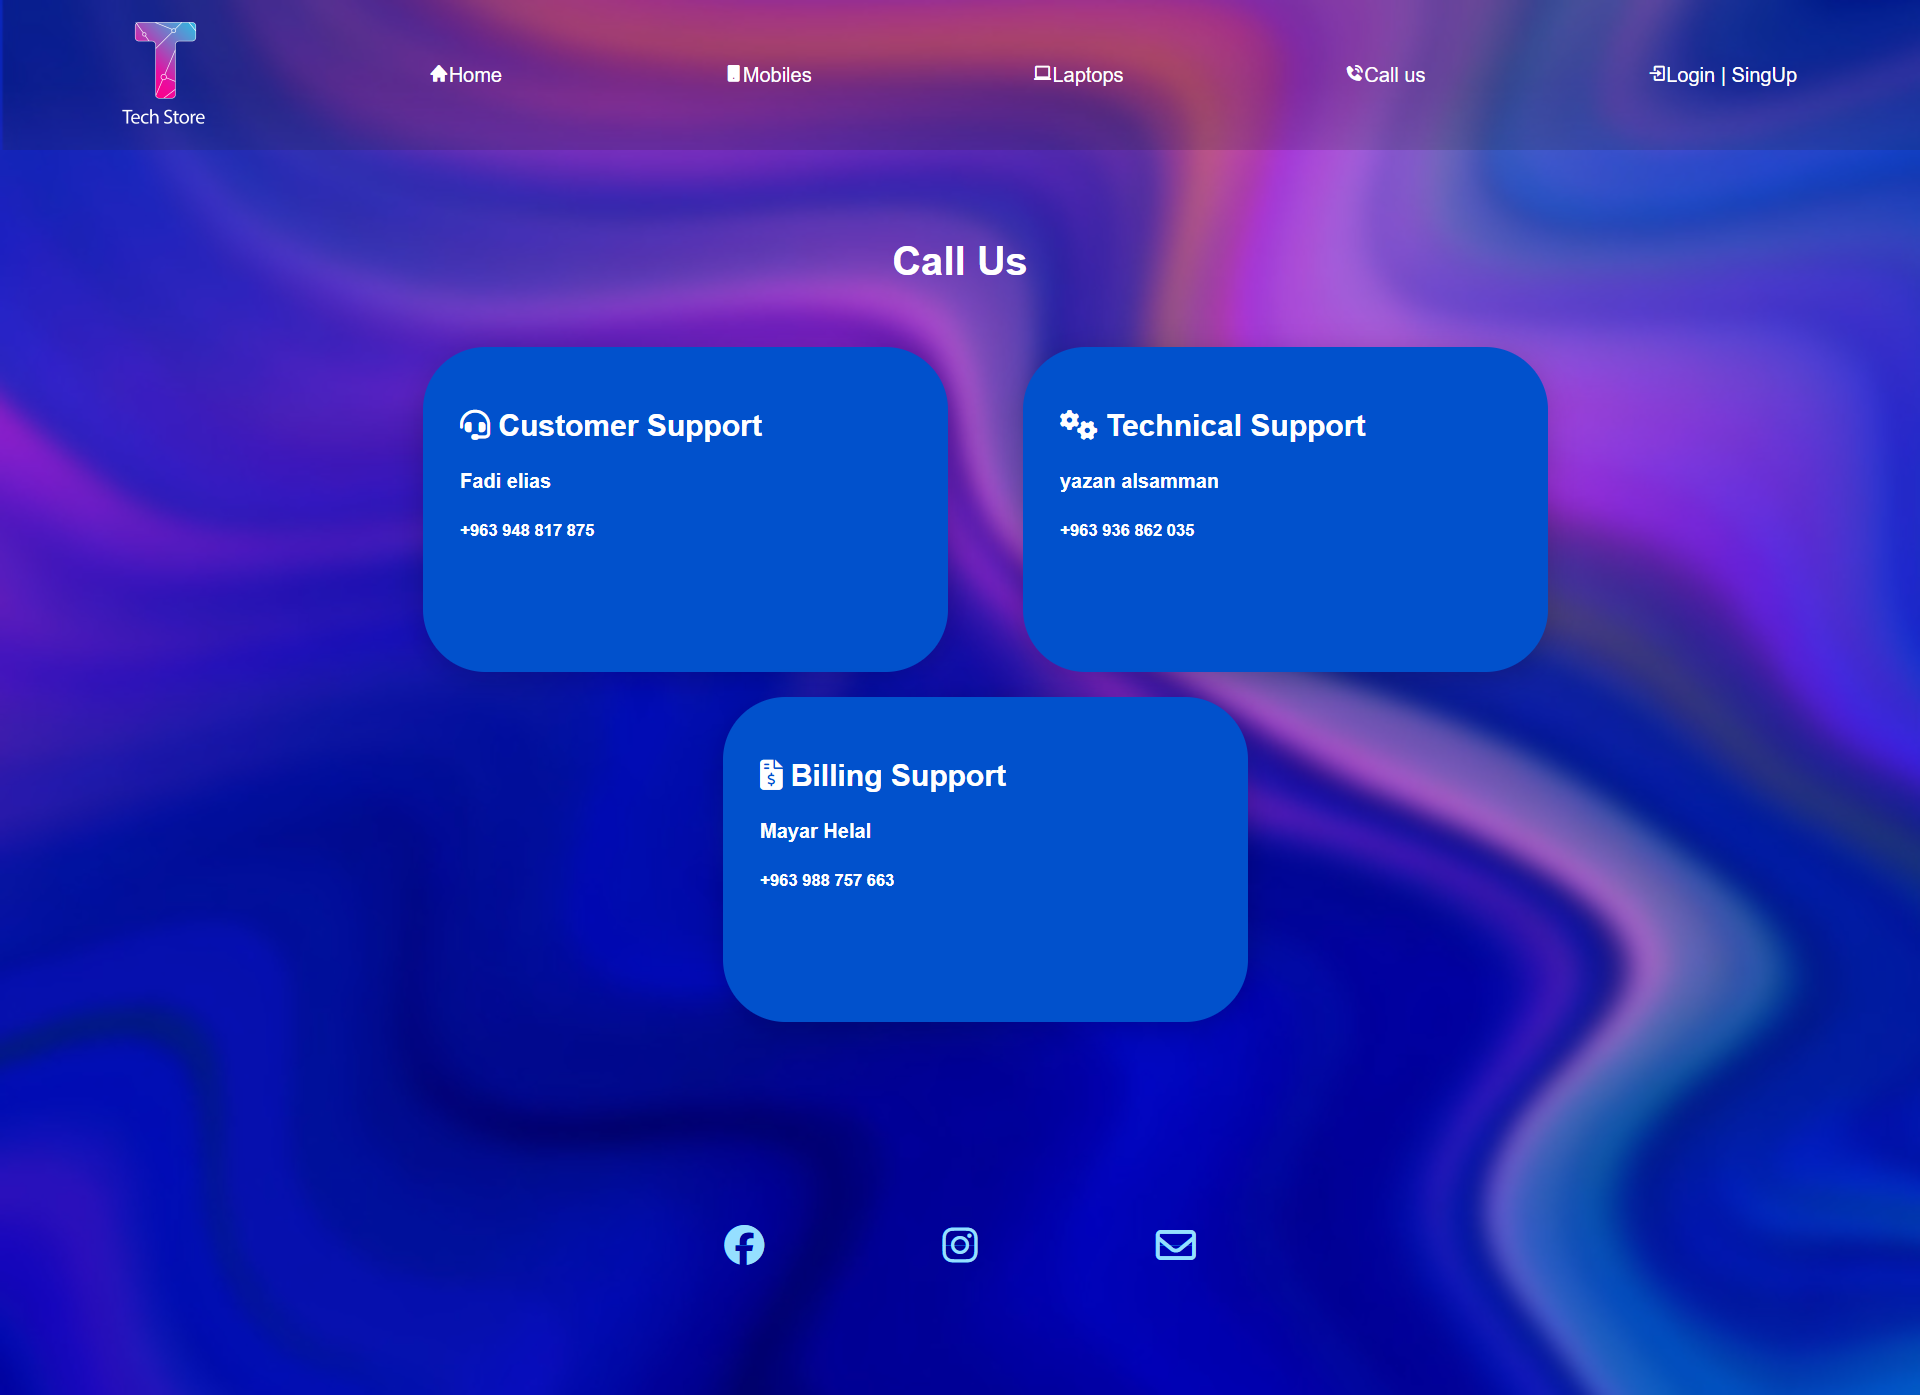 Tech Store
Home
Mobiles
Laptops
Call us
Login | SingUp
Call Us
Customer Support
Fadi elias
+963 948 817 875
Technical Support
yazan alsamman
+963 936 862 035
Billing Support
Mayar Helal
+963 988 757 663